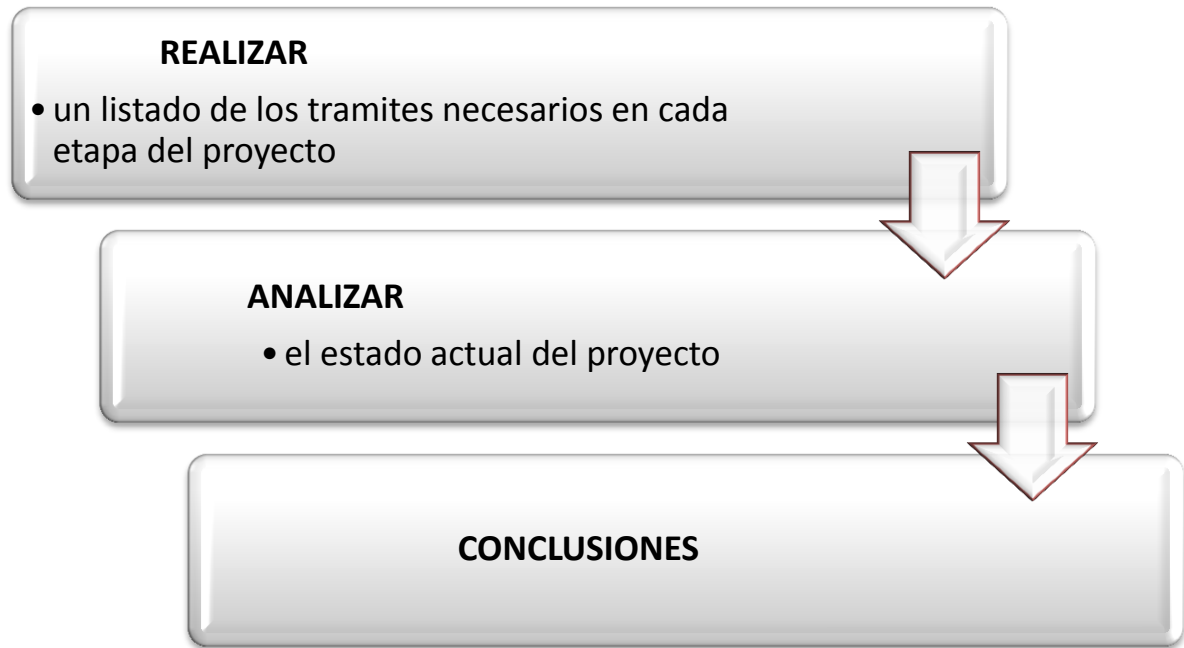 REALIZAR
• un listado de los tramites necesarios en cada
etapa del proyecto
ANALIZAR
• el estado actual del proyecto
CONCLUSIONES